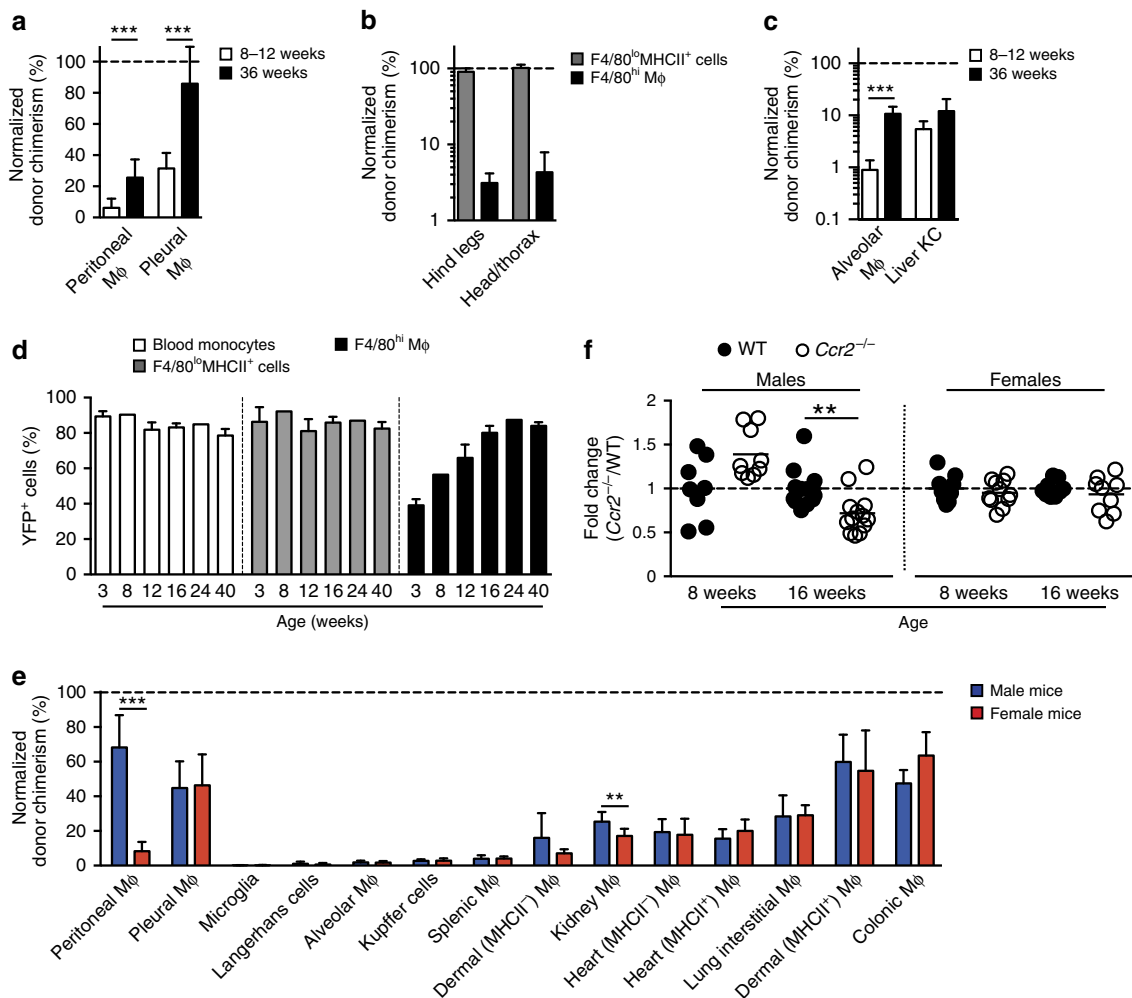 a
*** ***
8–12 weeks
36 weeks
Normalized donor chimerism (%)
100
80
60
40
20
0
Peritoneal Mϕ
Pleural Mϕ
b
F4/80loMHCII+ cells
F4/80hi Mϕ
Normalized donor chimerism (%)
100
10
1
Hind legs
Head/thorax
c
8–12 weeks
36 weeks
***
Normalized donor chimerism (%)
100
10
1
0.1
Alveolar Mϕ
Liver KC
d
Blood monocytes
F4/80hi Mϕ
F4/80loMHCII+ cells
YFP+ cells (%)
100
80
60
40
20
0
3 8 12 16 24 40 3 8 12 16 24 40 3 8 12 16 24 40
Age (weeks)
f
WT Ccr2−/−
Males Females
**
Fold change (Ccr2−/−/WT)
2
1.5
1
0.5
0
8 weeks 16 weeks 8 weeks 16 weeks
Age
e
Male mice
Female mice
*** **
Normalized donor chimerism (%)
100
80
60
40
20
0
Peritoneal Mϕ
Pleural Mϕ
Microglia
Langerhans cells
Alveolar Mϕ
Kupffer cells
Splenic Mϕ
Dermal (MHCII−) Mϕ
Kidney Mϕ
Heart (MHCII−) Mϕ
Heart (MHCII+) Mϕ
Lung interstitial Mϕ
Dermal (MHCII+) Mϕ
Colonic Mϕ